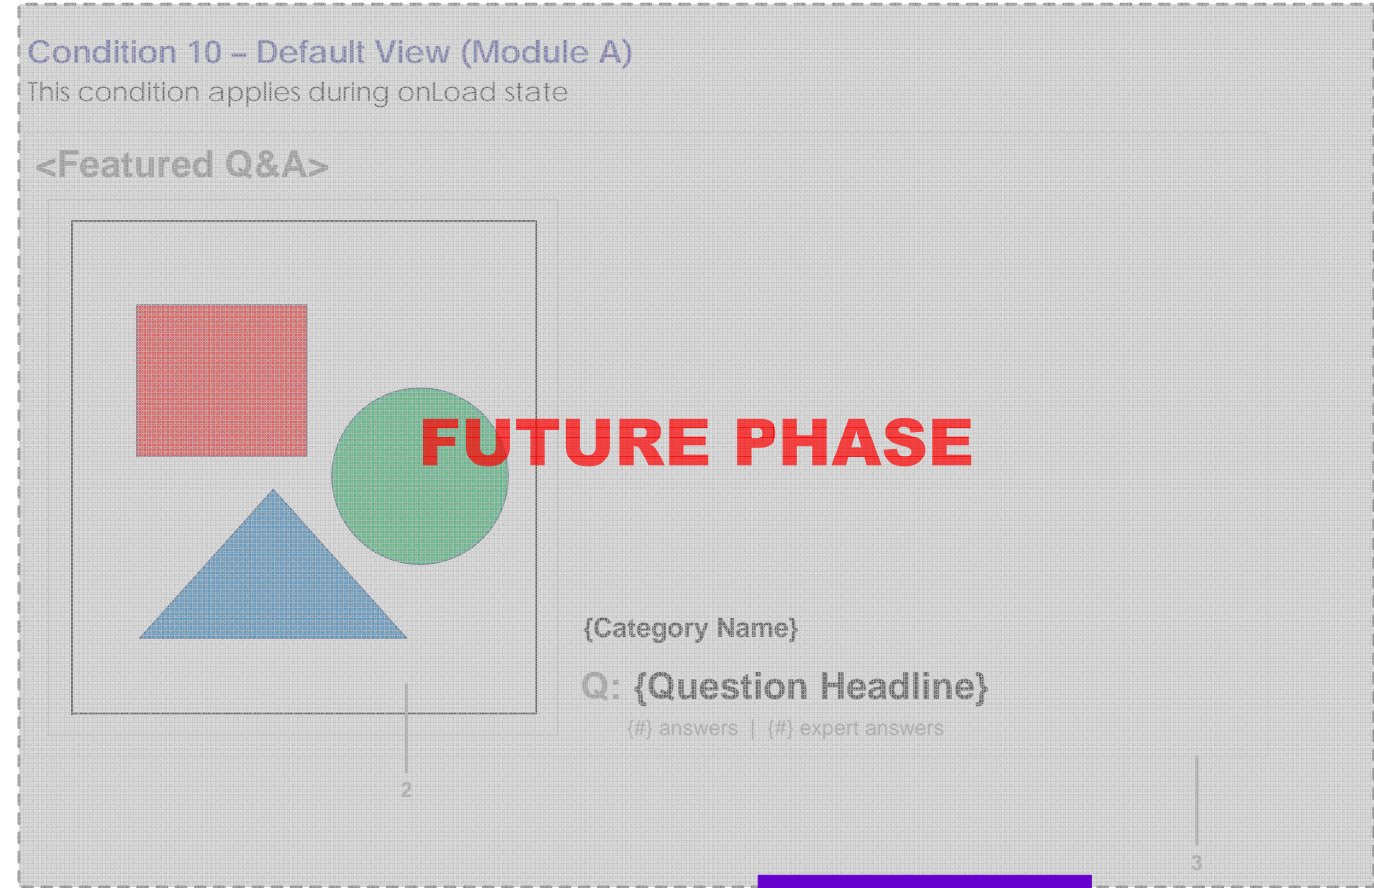 Condition 10 – Default View (Module A)
This condition applies during onLoad state
<Featured Q&A>
FUTURE PHASE
{Category Name}
Q: {Question Headline}
{#} answers | {#} expert answers
2
3